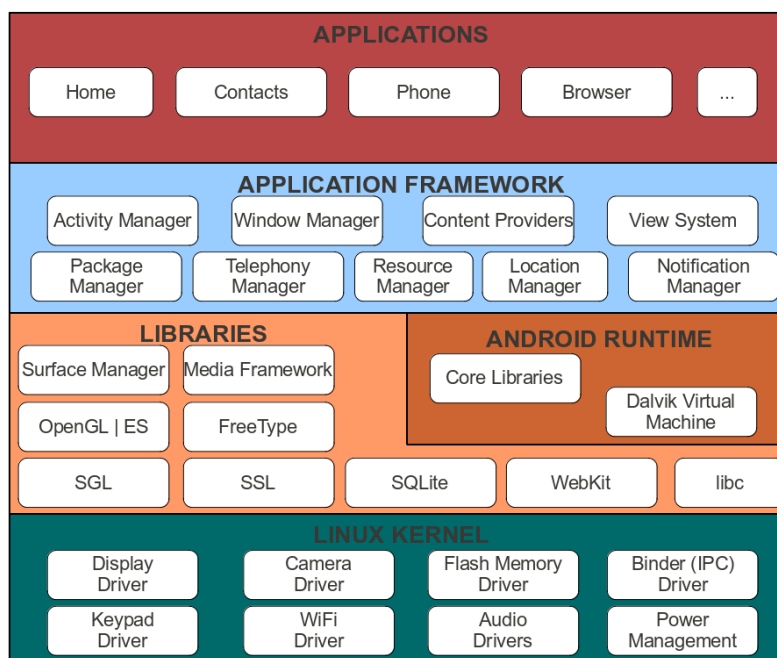 APPLICATIONS
Home
Contacts
Phone
Browser
...
APPLICATION FRAMEWORK
Activity Manager
Window Manager
Content Providers
View System
Package
Manager
Telephony
Manager
Resource
Manager
Location
Manager
Notification
Manager
LIBRARIES
Surface Manager
Media Framework
OpenGL | ES
FreeType
SGL
SSL
SQLite
WebKit
libc
ANDROID RUNTIME
Core Libraries
Dalvik Virtual
Machine
LINUX KERNEL
Display
Driver
Camera
Driver
Flash Memory
Driver
Binder (IPC)
Driver
Keypad
Driver
WiFi
Driver
Audio
Drivers
Power
Management